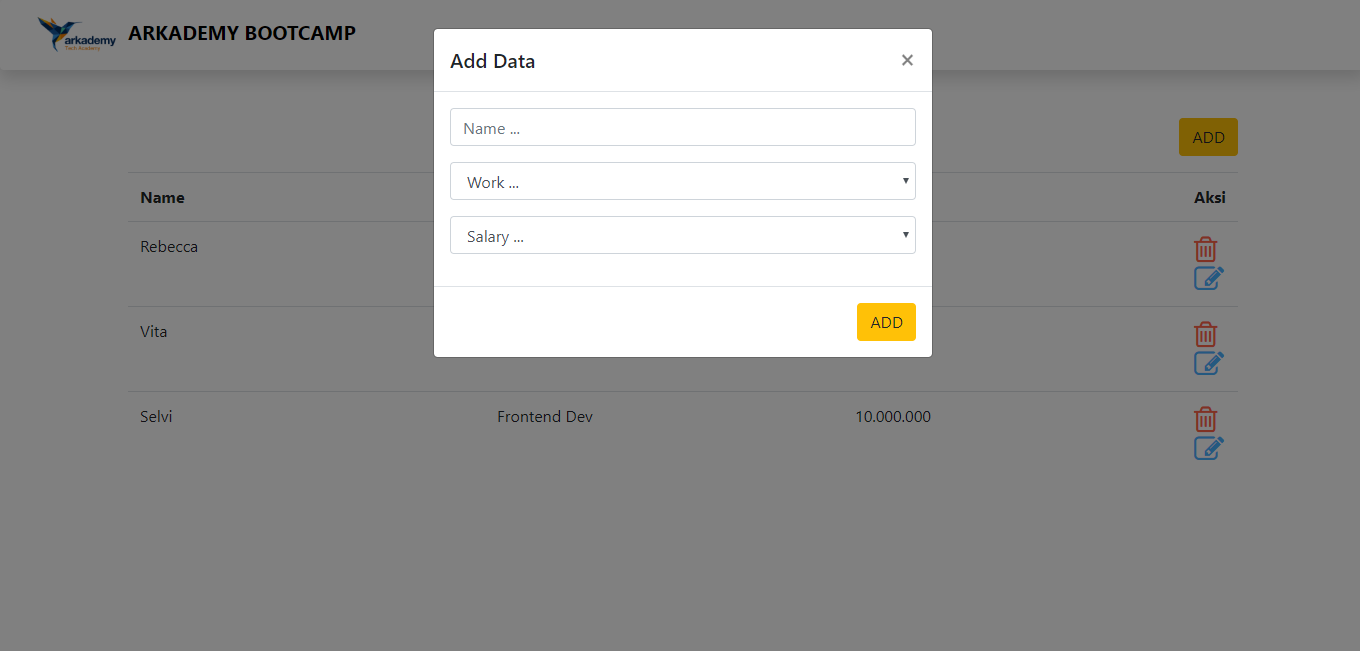 arkademy
Tech Academy
ARKADEMY BOOTCAMP
Add Data
×
Name ...
Work ...
Salary ...
ADD
ADD
Name
Aksi
Rebecca
Vita
Selvi
Frontend Dev
10.000.000